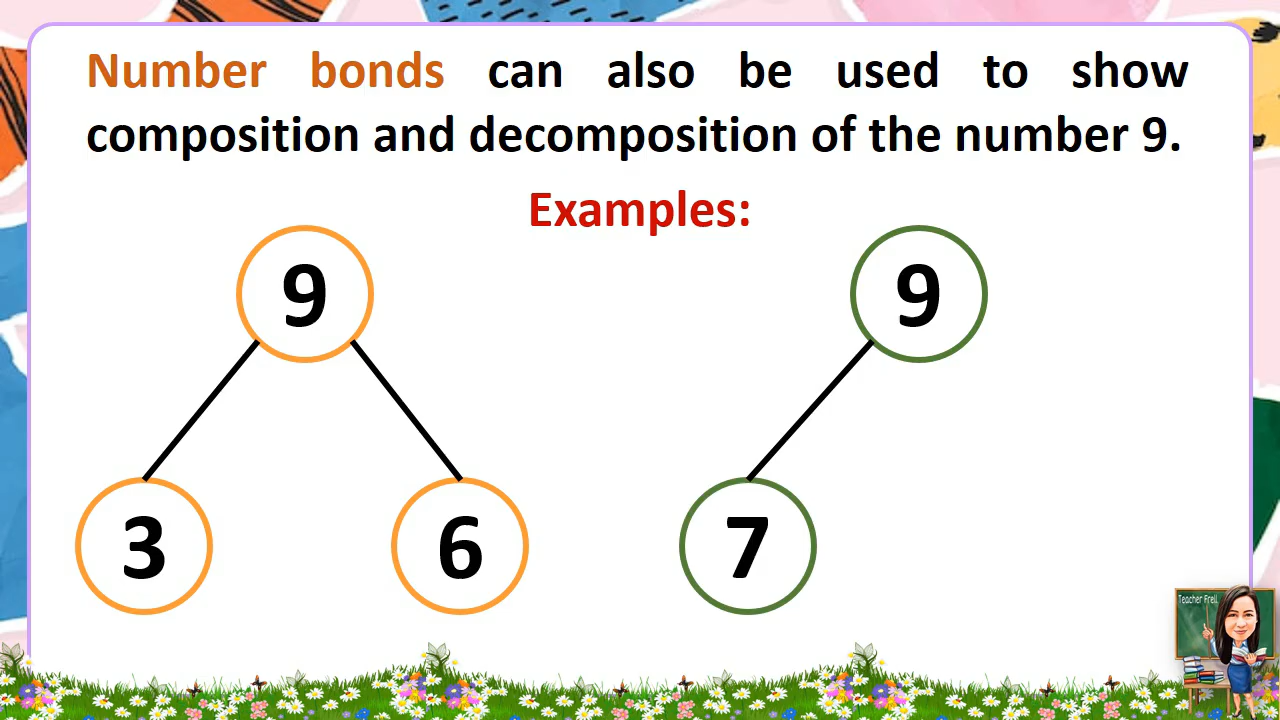 Number bonds can also be used to show
composition and decomposition of the number 9.
Examples:
9 9
3 6 7
Teacher Frell